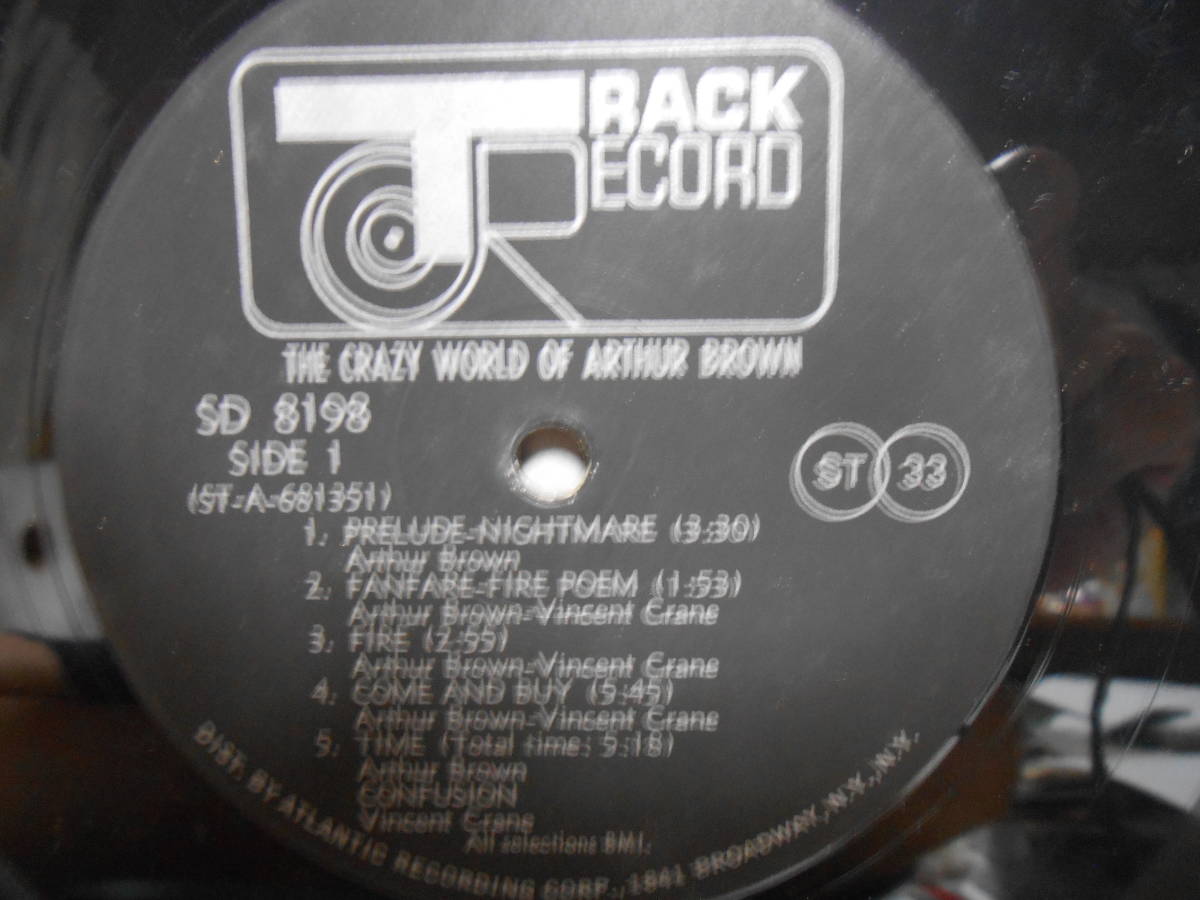 TRACK
RECORD
THE CRAZY WORLD OF ARTHUR BROWN
SD 8198
SIDE 1
(ST-A-681351)
ST 33
1. PRELUDE-NIGHTMARE (3:30)
Arthur Brown
2. FANFARE-FIRE POEM (1:53)
Arthur Brown-Vincent Crane
3. FIRE (2:55)
Arthur Brown-Vincent Crane
4. COME AND BUY (5:45)
Arthur Brown-Vincent Crane
5. TIME (Total time: 5:18)
Arthur Brown
CONFUSION
Vincent Crane
All selections BMI.
DIST. BY ATLANTIC RECORDING CORP., 1841 BROADWAY, N.Y., N.Y.